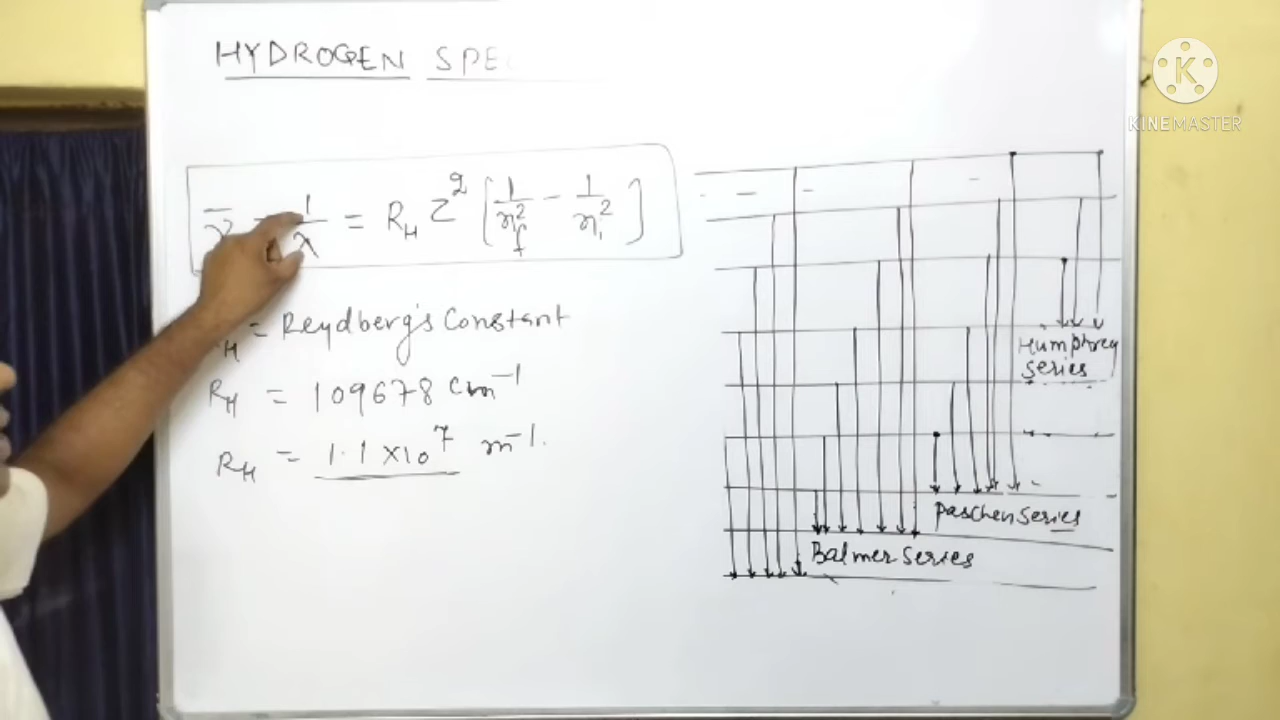 HYDROGEN SPE
KINEMASTER
ν̄ = 1/λ = R_H Z² [1/n_f² − 1/n_i²]
H = Reydberg's Constant
R_H = 109678 cm⁻¹
R_H = 1.1 × 10⁷ m⁻¹.
Humphrey
series
Paschen series
Balmer series